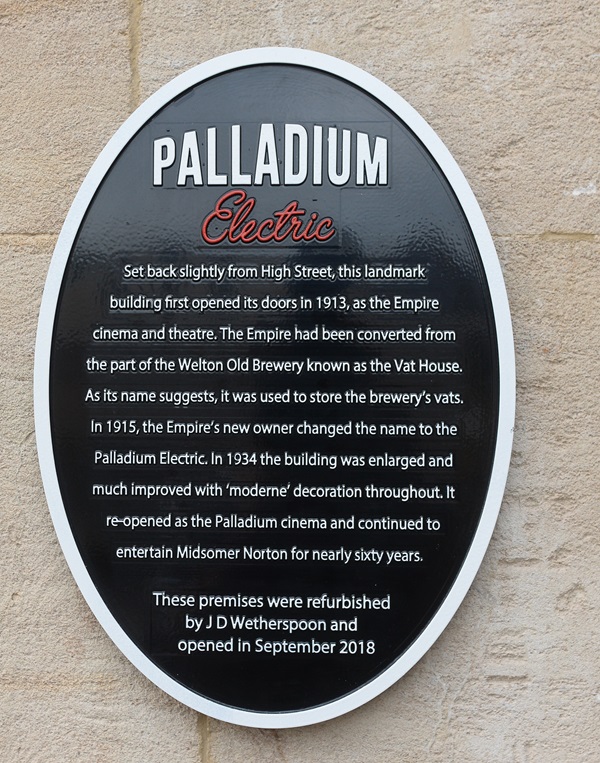 PALLADIUM
Electric
Set back slightly from High Street, this landmark
building first opened its doors in 1913, as the Empire
cinema and theatre. The Empire had been converted from
the part of the Welton Old Brewery known as the Vat House.
As its name suggests, it was used to store the brewery's vats.
In 1915, the Empire's new owner changed the name to the
Palladium Electric. In 1934 the building was enlarged and
much improved with 'moderne' decoration throughout. It
re-opened as the Palladium cinema and continued to
entertain Midsomer Norton for nearly sixty years.
These premises were refurbished
by J D Wetherspoon and
opened in September 2018